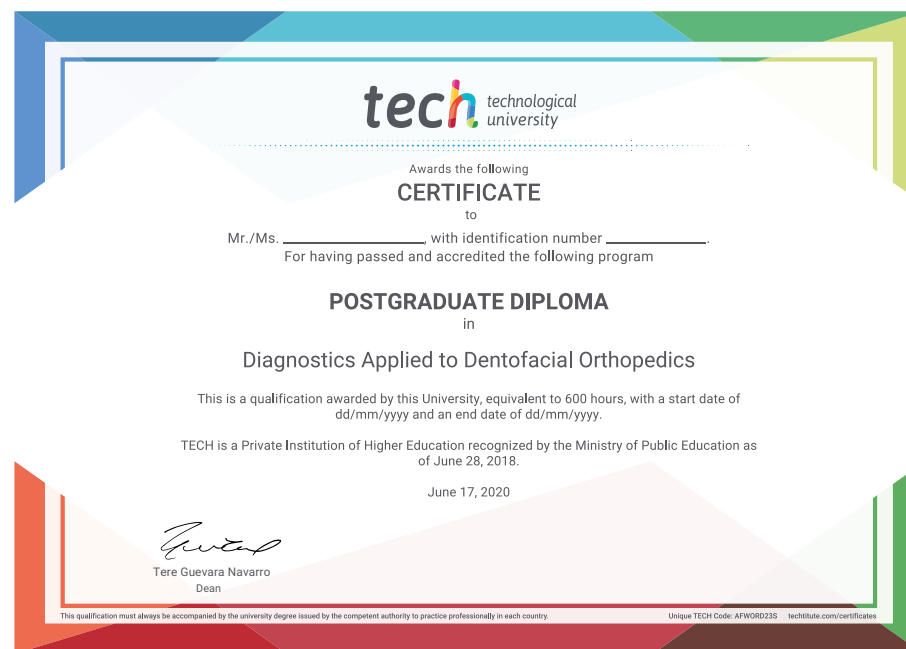 tech technological
university
Awards the following
CERTIFICATE
to
Mr./Ms. ____________________, with identification number ______________.
For having passed and accredited the following program
POSTGRADUATE DIPLOMA
in
Diagnostics Applied to Dentofacial Orthopedics
This is a qualification awarded by this University, equivalent to 600 hours, with a start date of
dd/mm/yyyy and an end date of dd/mm/yyyy.
TECH is a Private Institution of Higher Education recognized by the Ministry of Public Education as
of June 28, 2018.
June 17, 2020
Tere Guevara Navarro
Dean
This qualification must always be accompanied by the university degree issued by the competent authority to practice professionally in each country. Unique TECH Code: AFWORD23S techtitute.com/certificates